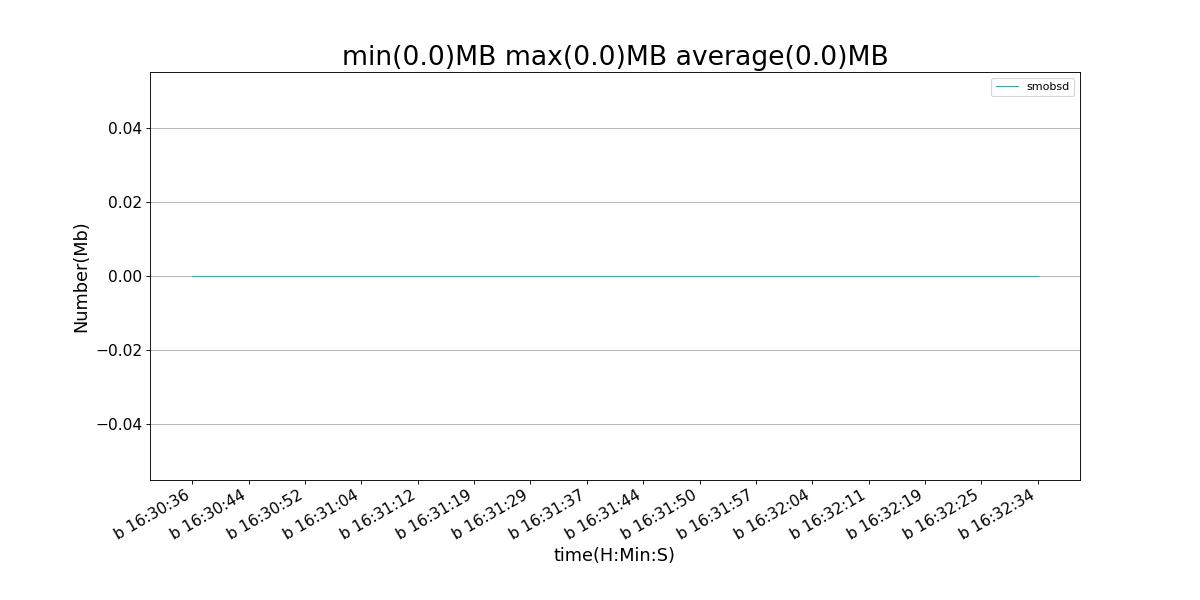 min(0.0)MB max(0.0)MB average(0.0)MB
smobsd
0.04
0.02
0.00
−0.02
−0.04
Number(Mb)
b 16:30:36
b 16:30:44
b 16:30:52
b 16:31:04
b 16:31:12
b 16:31:19
b 16:31:29
b 16:31:37
b 16:31:44
b 16:31:50
b 16:31:57
b 16:32:04
b 16:32:11
b 16:32:19
b 16:32:25
b 16:32:34
time(H:Min:S)